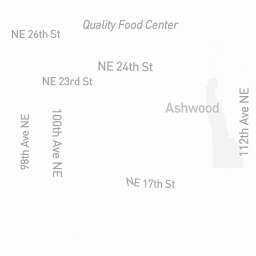 Quality Food Center
NE 26th St
NE 24th St
NE 23rd St
Ashwood
112th Ave NE
98th Ave NE
100th Ave NE
NE 17th St